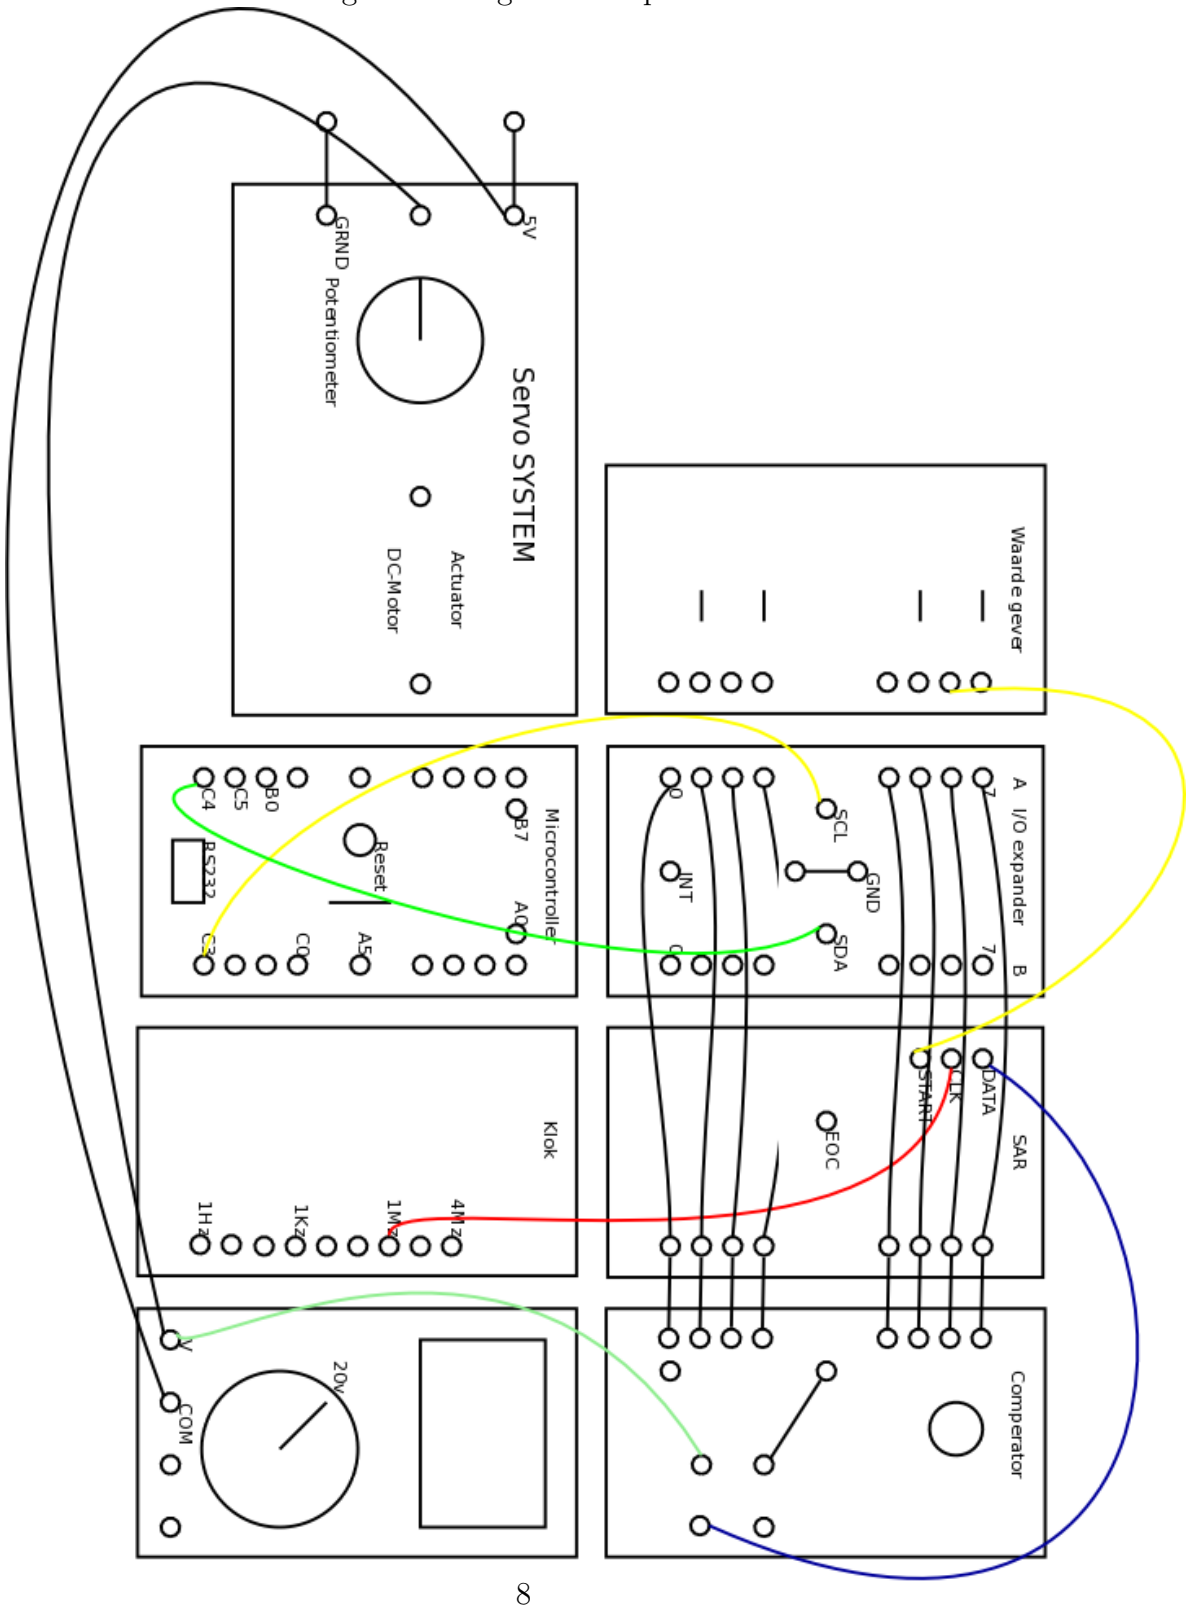 5V
GRND
Potentiometer
Servo SYSTEM
Actuator
DC-Motor
Waarde gever
C4
C5
B0
B7
Microcontroller
RS232
Reset
A0
C3
C0
A5
0
7
A
I/O expander
SCL
INT
GND
SDA
0
7
B
Klok
1Hz
1Kz
1Mz
4Mz
START
CLK
DATA
EOC
SAR
V
COM
20v
Comperator
8